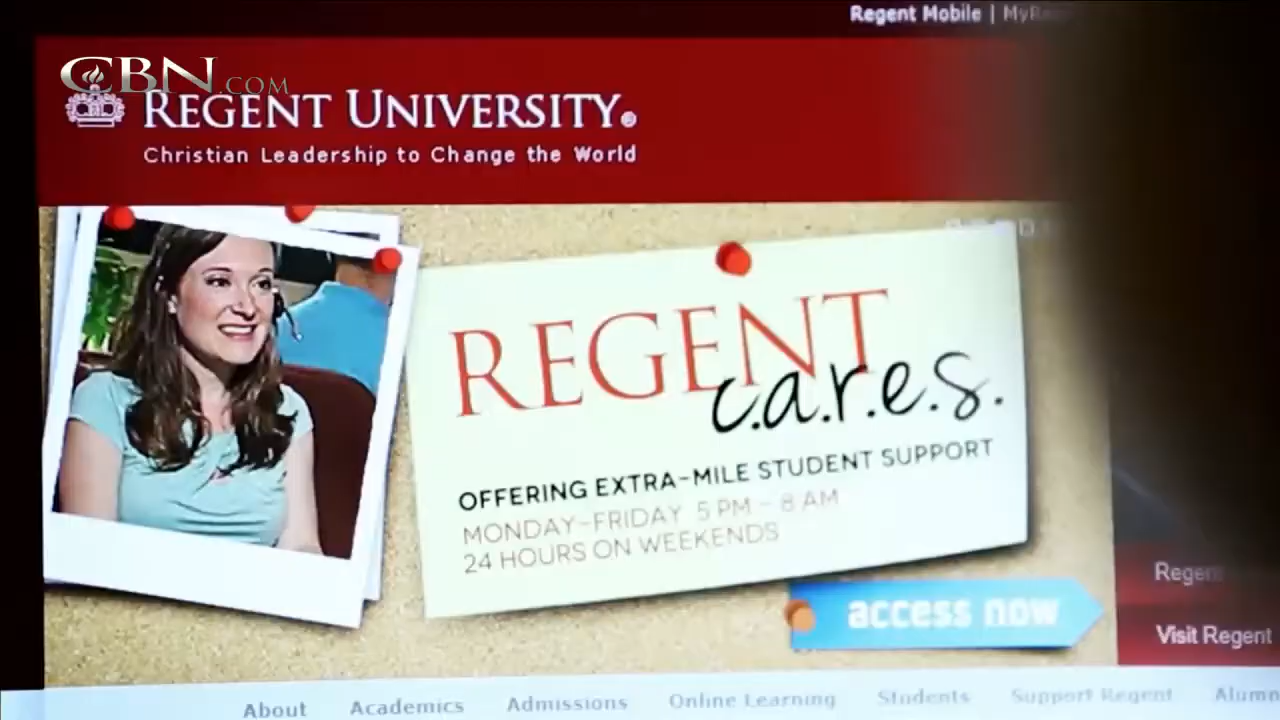 Regent Mobile |
CBN.COM
REGENT UNIVERSITY®
Christian Leadership to Change the World
REGENT
c.a.r.e.s.
OFFERING EXTRA-MILE STUDENT SUPPORT
MONDAY-FRIDAY 5 PM - 8 AM
24 HOURS ON WEEKENDS
access now
Regent
Visit Regent
About Academics Admissions Online Learning Students Support Regent